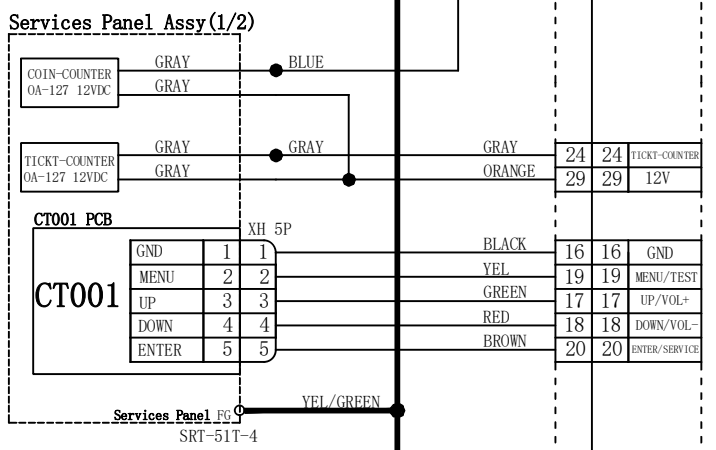 Services Panel Assy(1/2)
GRAY BLUE
COIN-COUNTER
OA-127 12VDC
GRAY
GRAY GRAY GRAY 24 24 TICKT-COUNTER
TICKT-COUNTER
OA-127 12VDC
GRAY ORANGE 29 29 12V
CT001 PCB
XH 5P
CT001
GND 1 1 BLACK 16 16 GND
MENU 2 2 YEL 19 19 MENU/TEST
UP 3 3 GREEN 17 17 UP/VOL+
DOWN 4 4 RED 18 18 DOWN/VOL-
ENTER 5 5 BROWN 20 20 ENTER/SERVICE
YEL/GREEN
Services Panel FG
SRT-51T-4